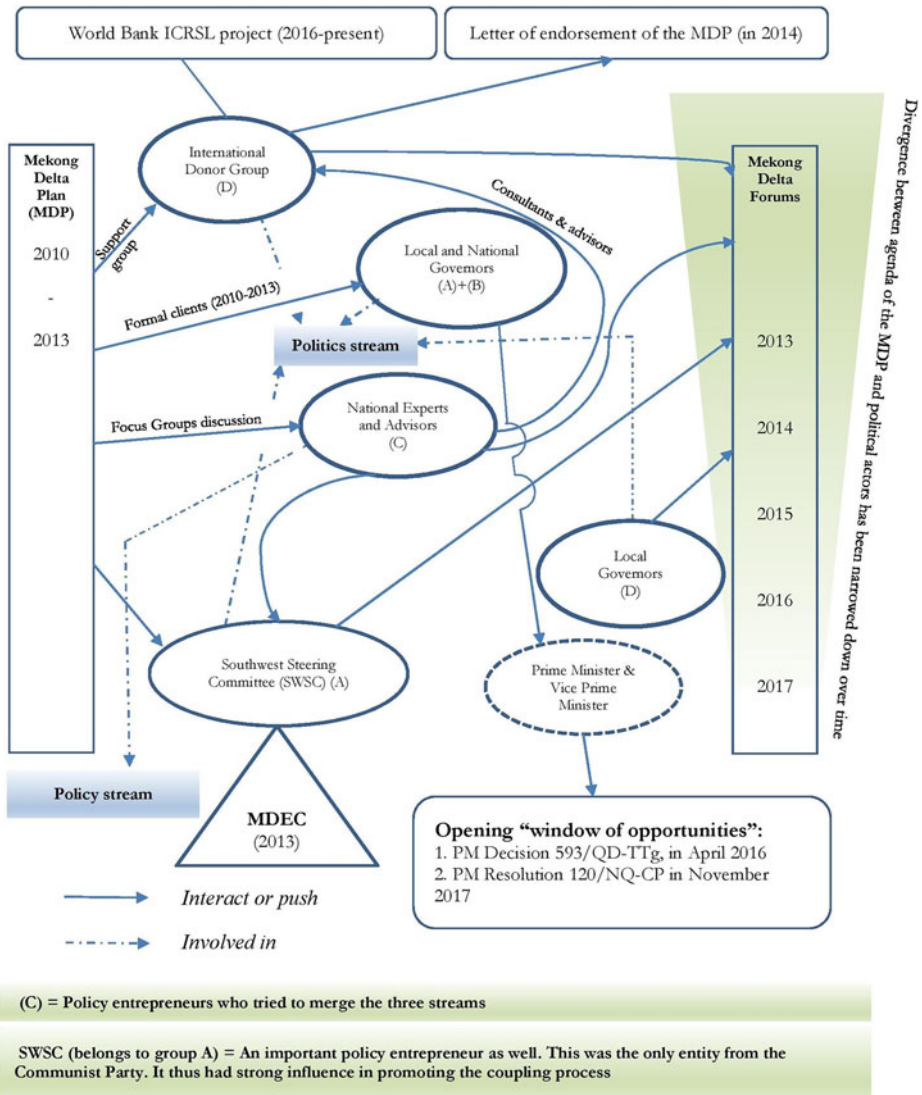 World Bank ICRSL project (2016-present)
Letter of endorsement of the MDP (in 2014)
Mekong
Delta
Plan
(MDP)
2010
-
2013
International
Donor Group
(D)
Support
group
Consultants & advisors
Local and National
Governors
(A)+(B)
Formal clients (2010-2013)
Politics stream
National Experts
and Advisors
(C)
Focus Groups discussion
Mekong
Delta
Forums
2013
2014
2015
2016
2017
Divergence between agenda of the MDP and political actors has been narrowed down over time
Local
Governors
(D)
Southwest Steering
Committee (SWSC) (A)
Prime Minister &
Vice Prime
Minister
Policy stream
MDEC
(2013)
Opening “window of opportunities”:
1. PM Decision 593/QD-TTg, in April 2016
2. PM Resolution 120/NQ-CP in November
2017
Interact or push
Involved in
(C) = Policy entrepreneurs who tried to merge the three streams
SWSC (belongs to group A) = An important policy entrepreneur as well. This was the only entity from the
Communist Party. It thus had strong influence in promoting the coupling process